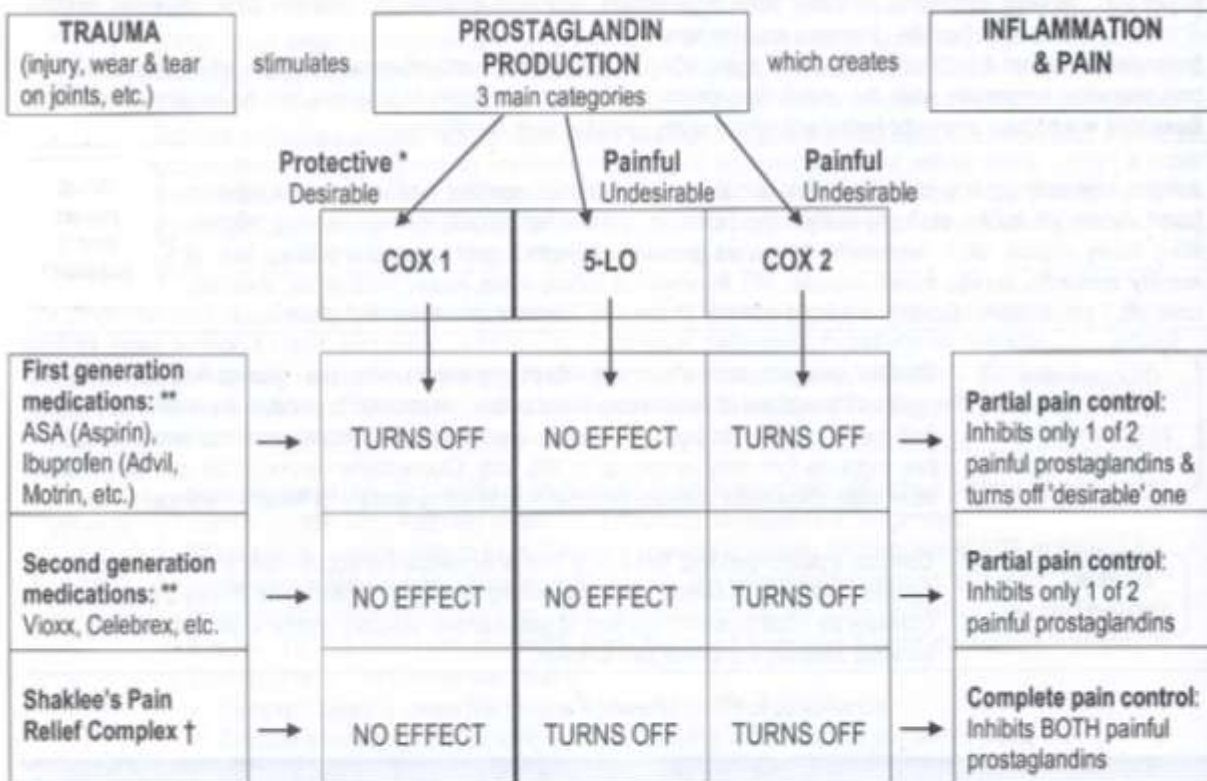 TRAUMA
(injury, wear & tear
on joints, etc.)
stimulates
PROSTAGLANDIN
PRODUCTION
3 main categories
which creates
INFLAMMATION
& PAIN
Protective *
Desirable
Painful
Undesirable
Painful
Undesirable
COX 1
5-LO
COX 2
First generation
medications: **
ASA (Aspirin),
Ibuprofen (Advil,
Motrin, etc.)
TURNS OFF
NO EFFECT
TURNS OFF
Partial pain control:
Inhibits only 1 of 2
painful prostaglandins &
turns off 'desirable' one
Second generation
medications: **
Vioxx, Celebrex, etc.
NO EFFECT
NO EFFECT
TURNS OFF
Partial pain control:
Inhibits only 1 of 2
painful prostaglandins
Shaklee's Pain
Relief Complex †
NO EFFECT
TURNS OFF
TURNS OFF
Complete pain control:
Inhibits BOTH painful
prostaglandins